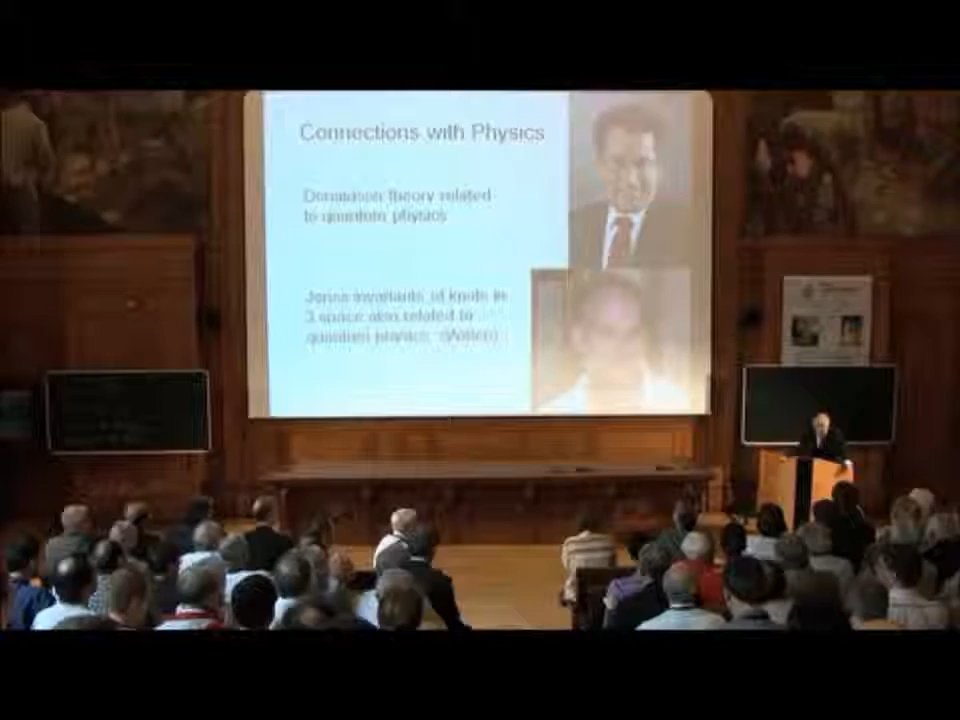 Connections with Physics
Donaldson theory related
to quantum physics
Jones invariants of knots in
3 space also related to
quantum physics (Witten)